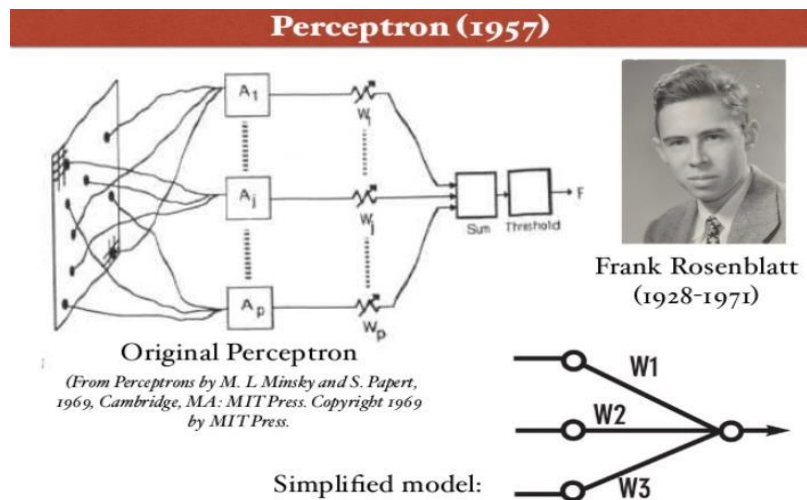 Perceptron (1957)
A1
Wi
Aj
Wj
Sum Threshold
F
Ap
Wp
Frank Rosenblatt
(1928-1971)
Original Perceptron
(From Perceptrons by M. L Minsky and S. Papert,
1969, Cambridge, MA: MIT Press. Copyright 1969
by MIT Press.
W1
W2
W3
Simplified model: